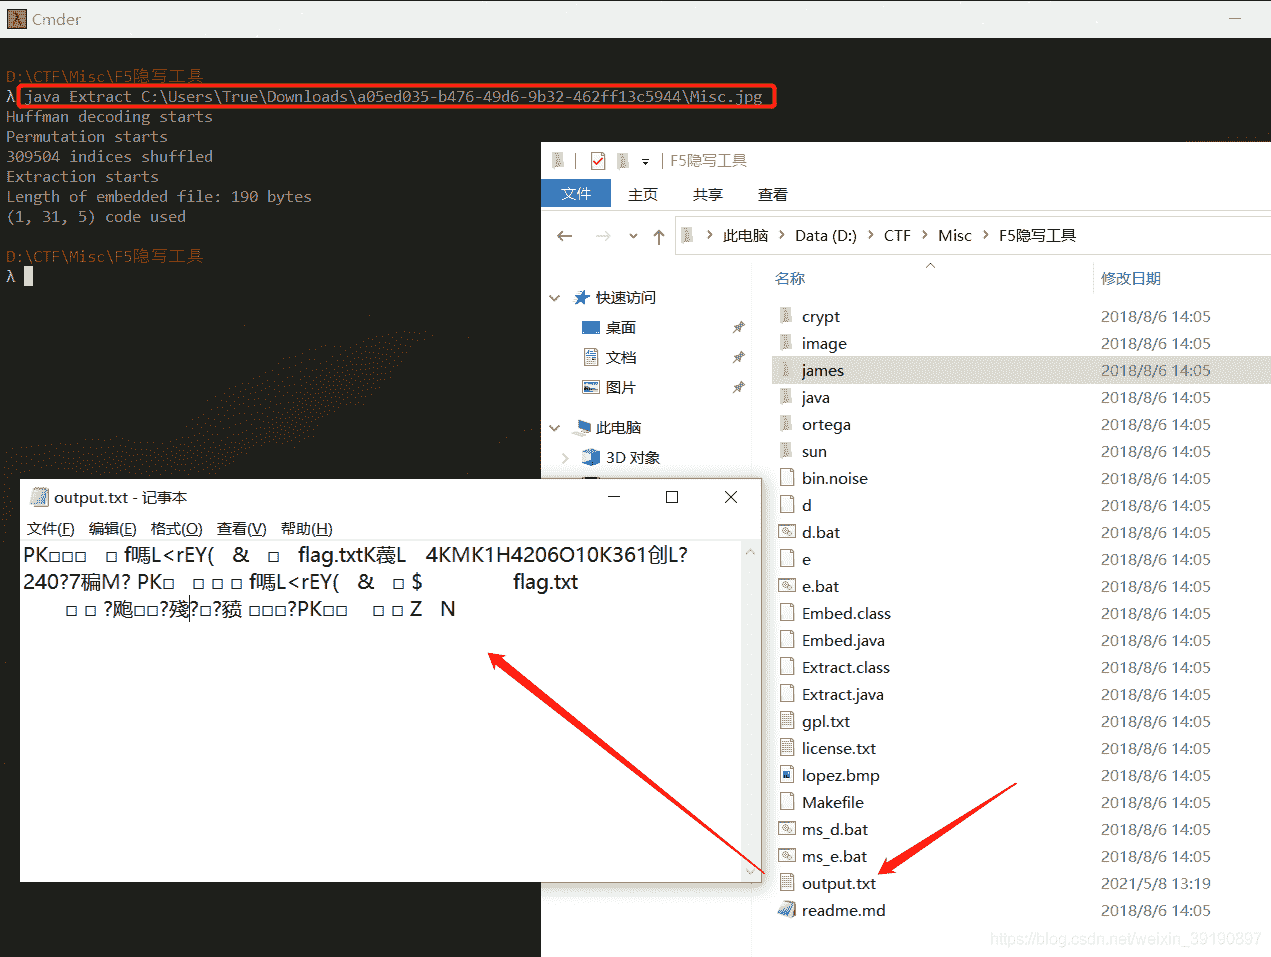 Cmder
D:\CTF\Misc\F5隐写工具
λ java Extract C:\Users\True\Downloads\a05ed035-b476-49d6-9b32-462ff13c5944\Misc.jpg
Huffman decoding starts
Permutation starts
309504 indices shuffled
Extraction starts
Length of embedded file: 190 bytes
(1, 31, 5) code used
D:\CTF\Misc\F5隐写工具
λ
F5隐写工具
文件 主页 共享 查看
此电脑 > Data (D:) > CTF > Misc > F5隐写工具
快速访问
桌面
文档
图片
此电脑
3D 对象
名称 修改日期
crypt 2018/8/6 14:05
image 2018/8/6 14:05
james 2018/8/6 14:05
java 2018/8/6 14:05
ortega 2018/8/6 14:05
sun 2018/8/6 14:05
bin.noise 2018/8/6 14:05
d 2018/8/6 14:05
d.bat 2018/8/6 14:05
e 2018/8/6 14:05
e.bat 2018/8/6 14:05
Embed.class 2018/8/6 14:05
Embed.java 2018/8/6 14:05
Extract.class 2018/8/6 14:05
Extract.java 2018/8/6 14:05
gpl.txt 2018/8/6 14:05
license.txt 2018/8/6 14:05
lopez.bmp 2018/8/6 14:05
Makefile 2018/8/6 14:05
ms_d.bat 2018/8/6 14:05
ms_e.bat 2018/8/6 14:05
output.txt 2021/5/8 13:19
readme.md 2018/8/6 14:05
output.txt - 记事本
文件(F) 编辑(E) 格式(O) 查看(V) 帮助(H)
PK□□□ □ f嗎L<rEY( & □ flag.txtK L 4KMK1H4206O10K361创L?
240?7稨M? PK□ □ □ □ f嗎L<rEY( & □ $ flag.txt
□ □ ?飑□□?殘?□?豮 □□□?PK□□ □ □ Z N
https://blog.csdn.net/weixin_39190897